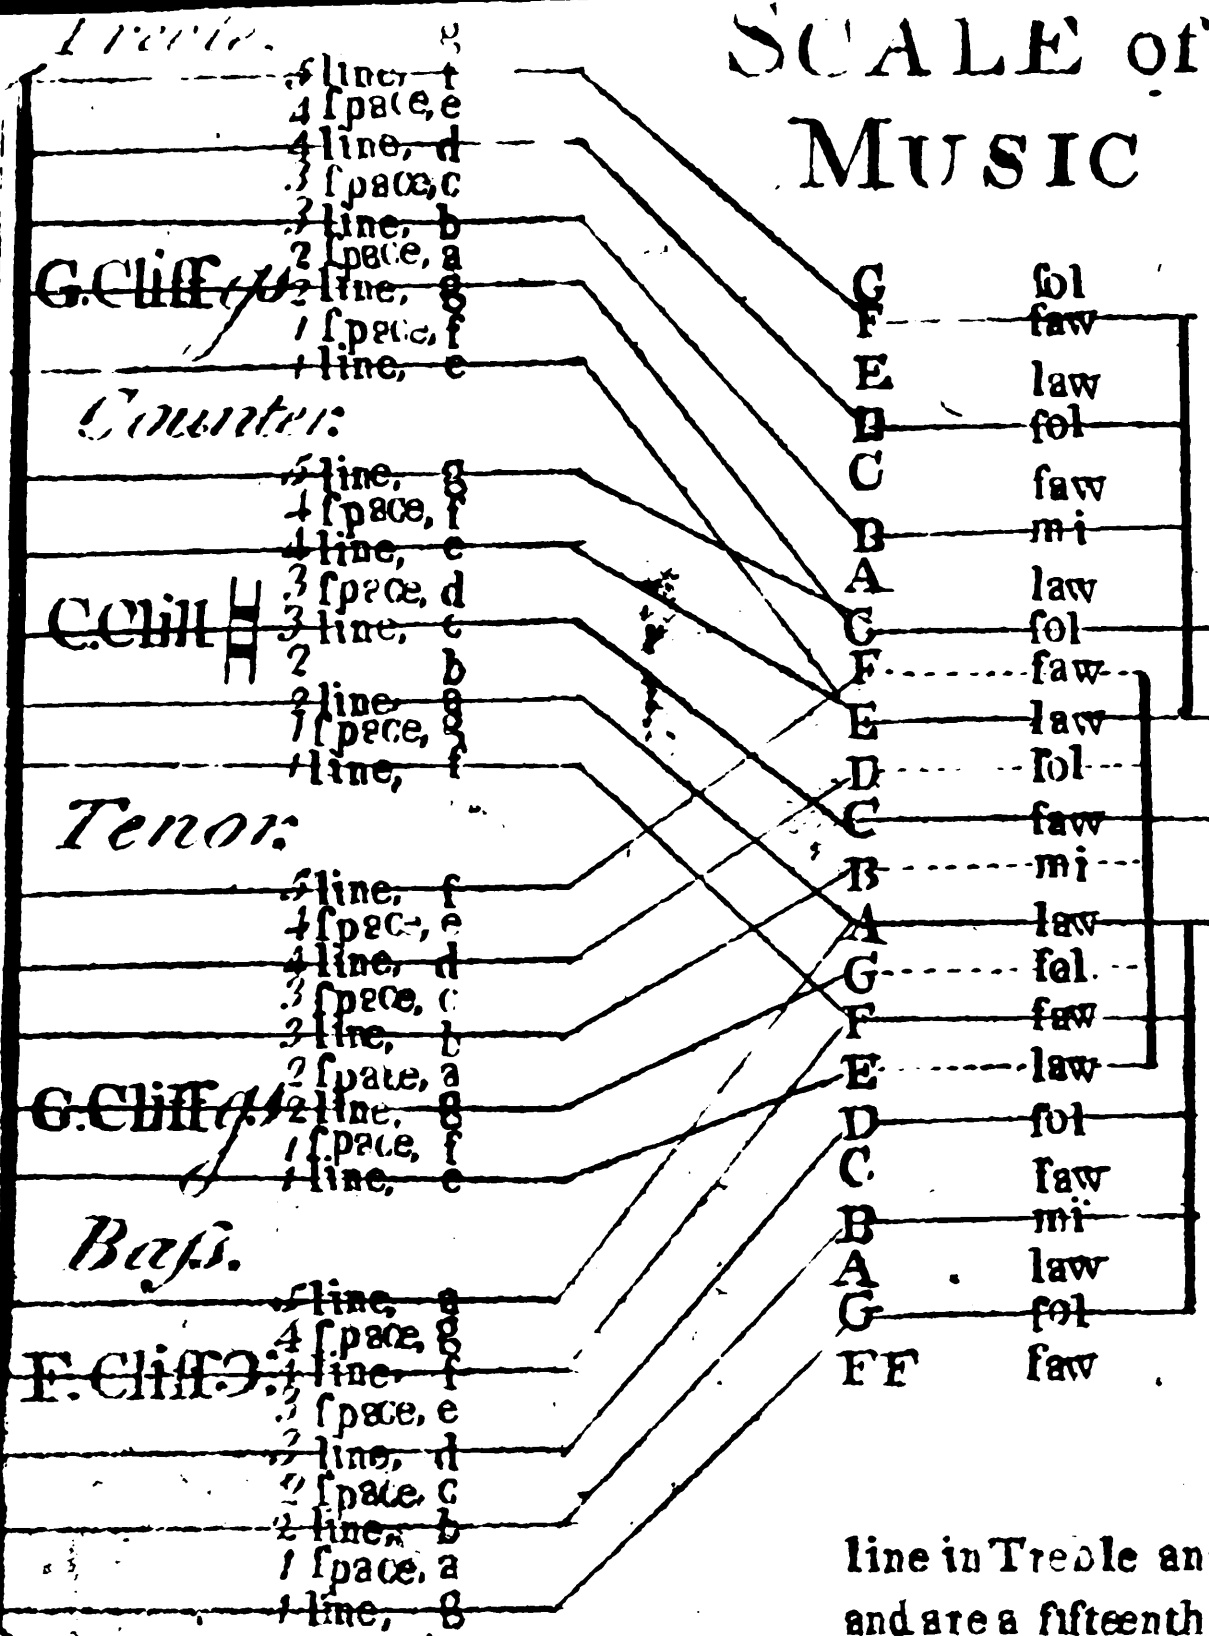 Treble.
g
5 line, f
4 ſpace, e
4 line, d
3 ſpace, c
3 line, b
2 ſpace, a
G.Cliff 2 line, g
1 ſpace, f
1 line, e
Counter.
5 line, g
4 ſpace, f
4 line, e
3 ſpace, d
C.Cliff 3 line, c
2 b
2 line, a
1 ſpace, g
1 line, f
Tenor.
5 line, f
4 ſpace, e
4 line, d
3 ſpace, c
3 line, b
2 ſpace, a
G.Cliff 2 line, g
1 ſpace, f
1 line, e
Baſs.
5 line, a
4 ſpace, g
F. Cliff 4 line, f
3 ſpace, e
3 line, d
2 ſpace, c
2 line, b
1 ſpace, a
1 line, g
SCALE of
MUSIC
G ſol
F faw
E law
D ſol
C faw
B mi
A law
G ſol
F faw
E law
D ſol
C faw
B mi
A law
G ſol
F faw
E law
D ſol
C faw
B mi
A law
G ſol
FF faw
line in Treble an
and are a fifteenth